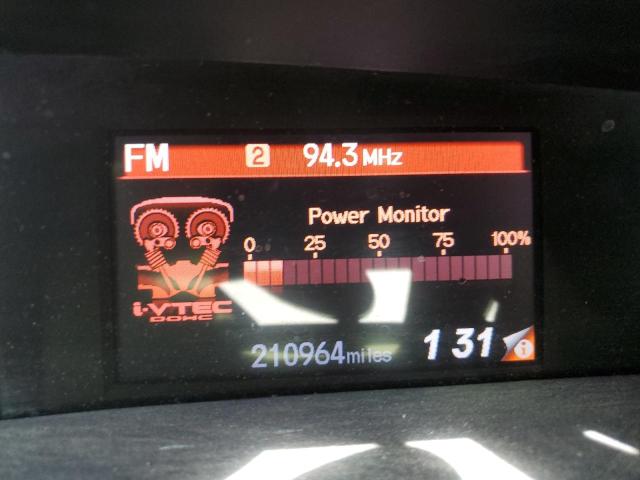 FM 2 94.3 MHz
Power Monitor
0 25 50 75 100%
i-VTEC
DOHC
210964 miles 1 31 i